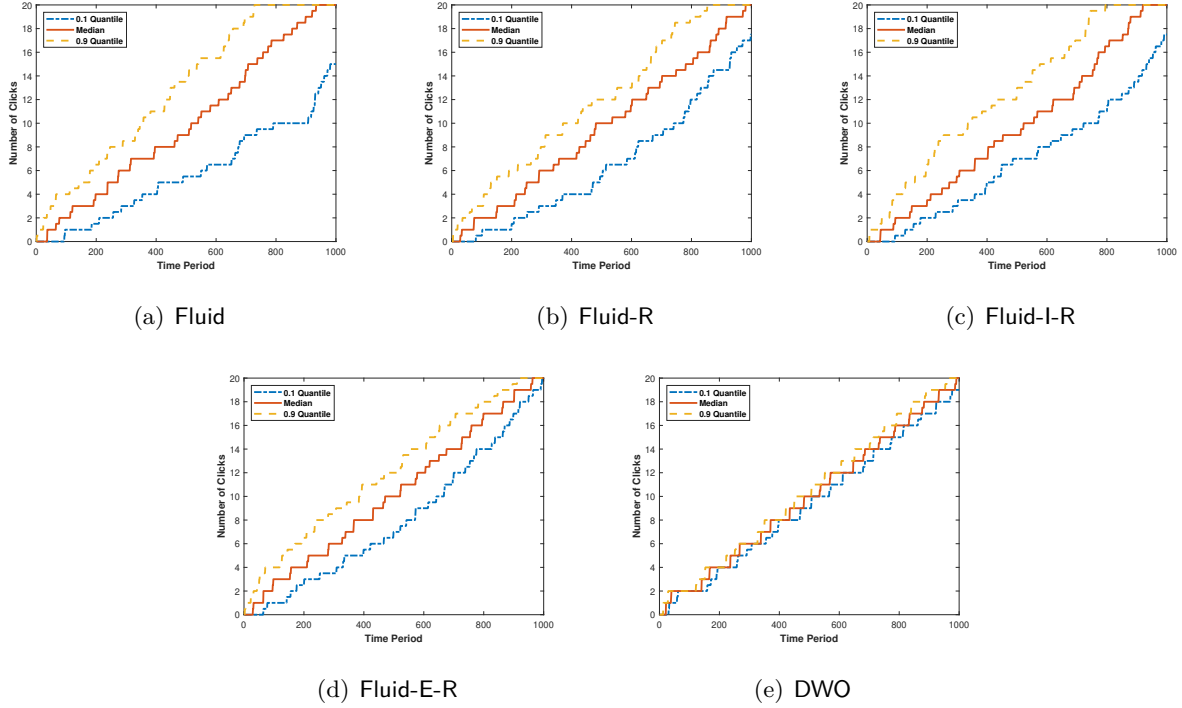 20
18
16
14
12
10
8
6
4
2
0
Number of Clicks
0.1 Quantile
Median
0.9 Quantile
0 200 400 600 800 1000
Time Period
(a) Fluid
20
18
16
14
12
10
8
6
4
2
0
Number of Clicks
0.1 Quantile
Median
0.9 Quantile
0 200 400 600 800 1000
Time Period
(b) Fluid-R
20
18
16
14
12
10
8
6
4
2
0
Number of Clicks
0.1 Quantile
Median
0.9 Quantile
0 200 400 600 800 1000
Time Period
(c) Fluid-I-R
20
18
16
14
12
10
8
6
4
2
0
Number of Clicks
0.1 Quantile
Median
0.9 Quantile
0 200 400 600 800 1000
Time Period
(d) Fluid-E-R
20
18
16
14
12
10
8
6
4
2
0
Number of Clicks
0.1 Quantile
Median
0.9 Quantile
0 200 400 600 800 1000
Time Period
(e) DWO